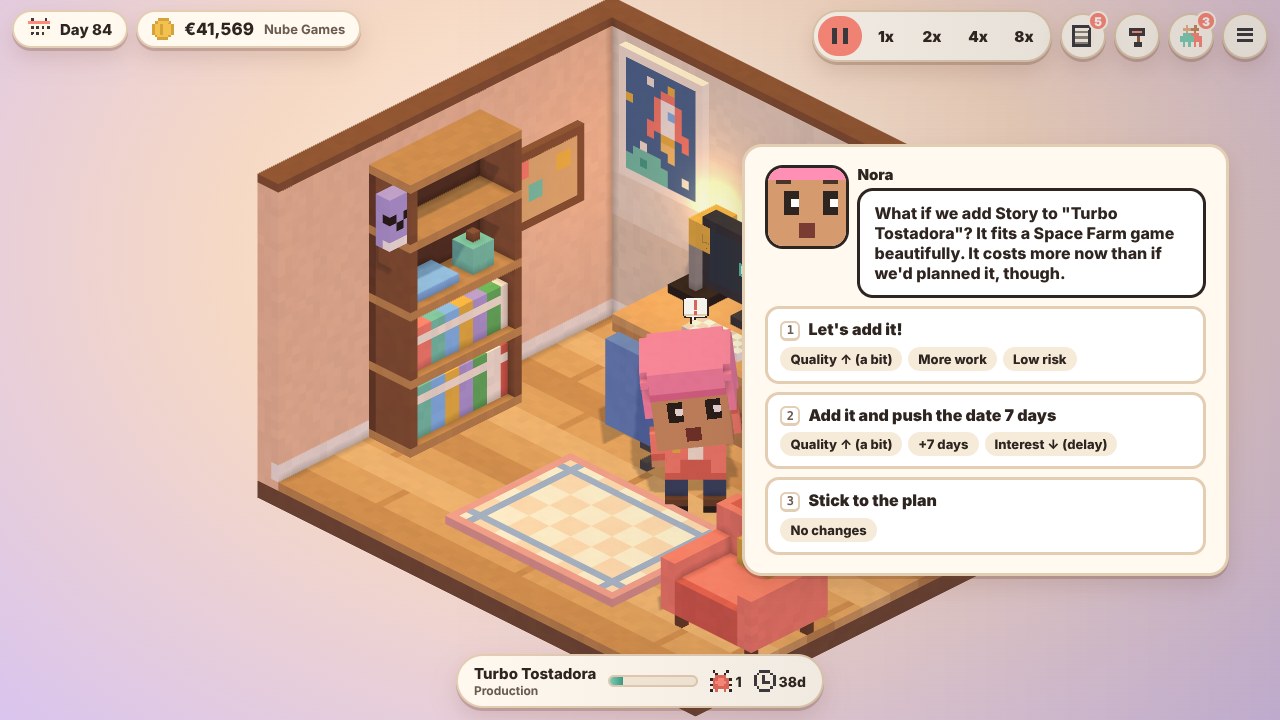 Day 84
€41,569 Nube Games
1x 2x 4x 8x
5
3
Nora
What if we add Story to "Turbo
Tostadora"? It fits a Space Farm game
beautifully. It costs more now than if
we'd planned it, though.
1 Let's add it!
Quality ↑ (a bit) More work Low risk
2 Add it and push the date 7 days
Quality ↑ (a bit) +7 days Interest ↓ (delay)
3 Stick to the plan
No changes
!
Turbo Tostadora
Production
1 38d